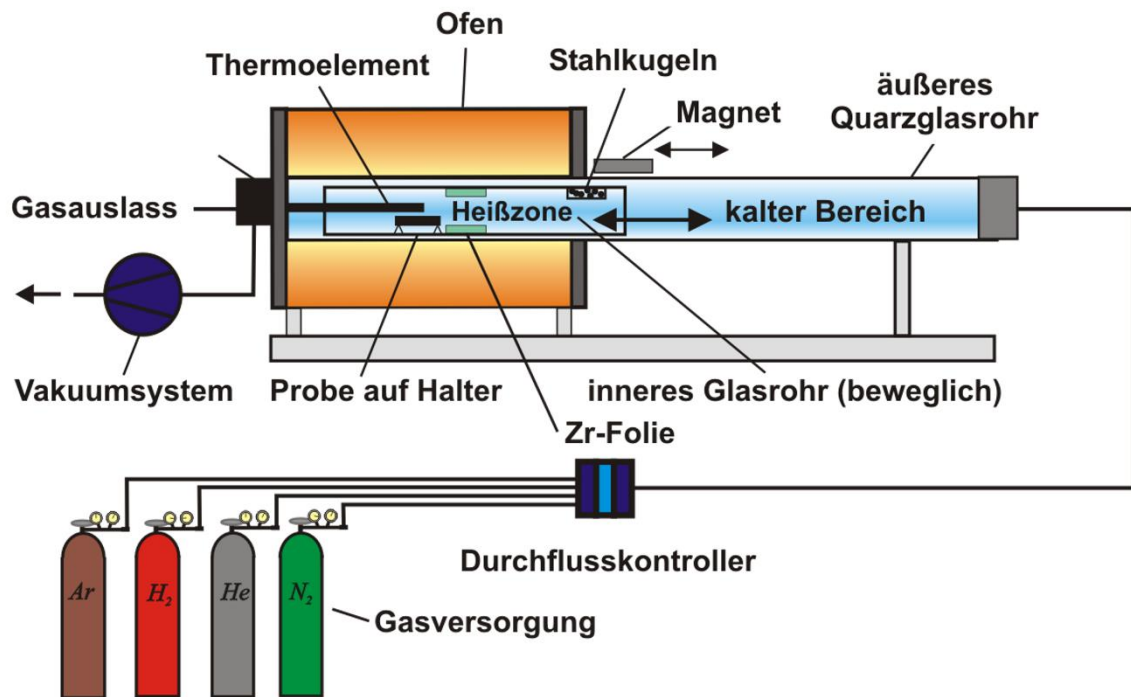 Ofen
Thermoelement
Stahlkugeln
Magnet
äußeres
Quarzglasrohr
Gasauslass
Heißzone
kalter Bereich
Vakuumsystem
Probe auf Halter
inneres Glasrohr (beweglich)
Zr-Folie
Durchflusskontroller
Ar
H2
He
N2
Gasversorgung